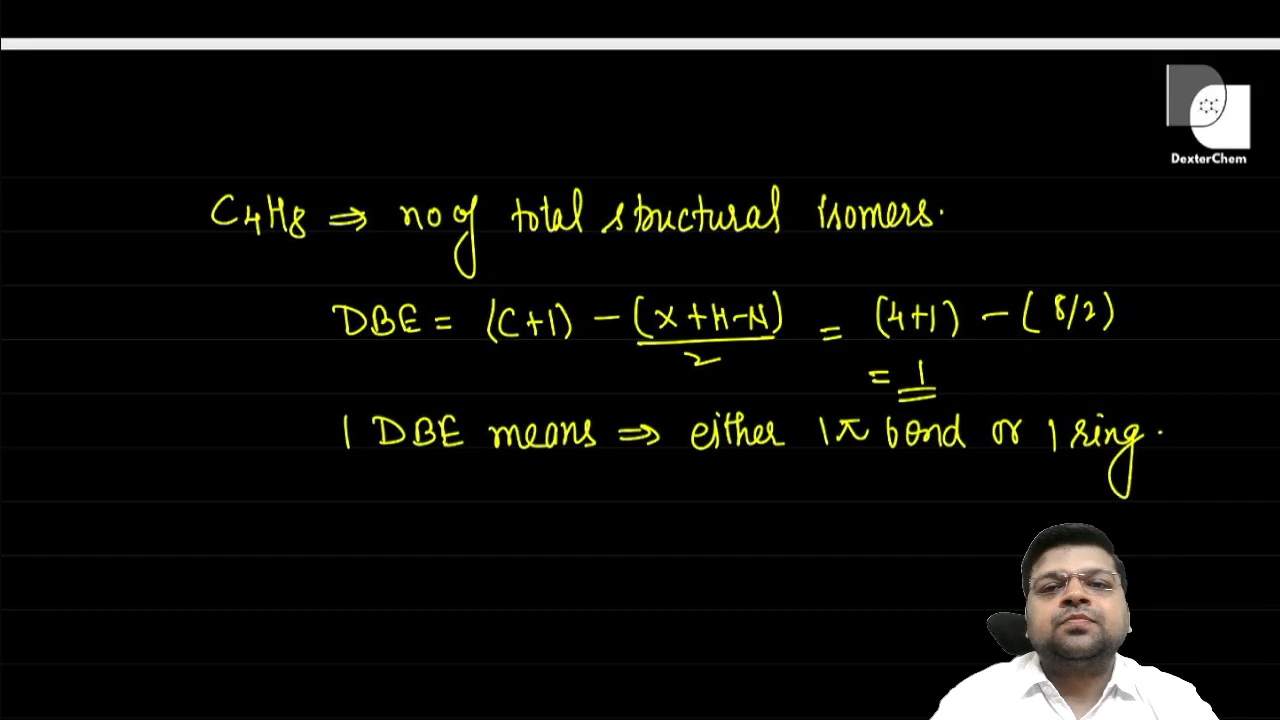 DexterChem
C4H8 ⇒ no of total structural isomers.
DBE = (C+1) - (X+H-N)/2 = (4+1) - (8/2)
= 1
1 DBE means ⇒ either 1π bond or 1 ring.